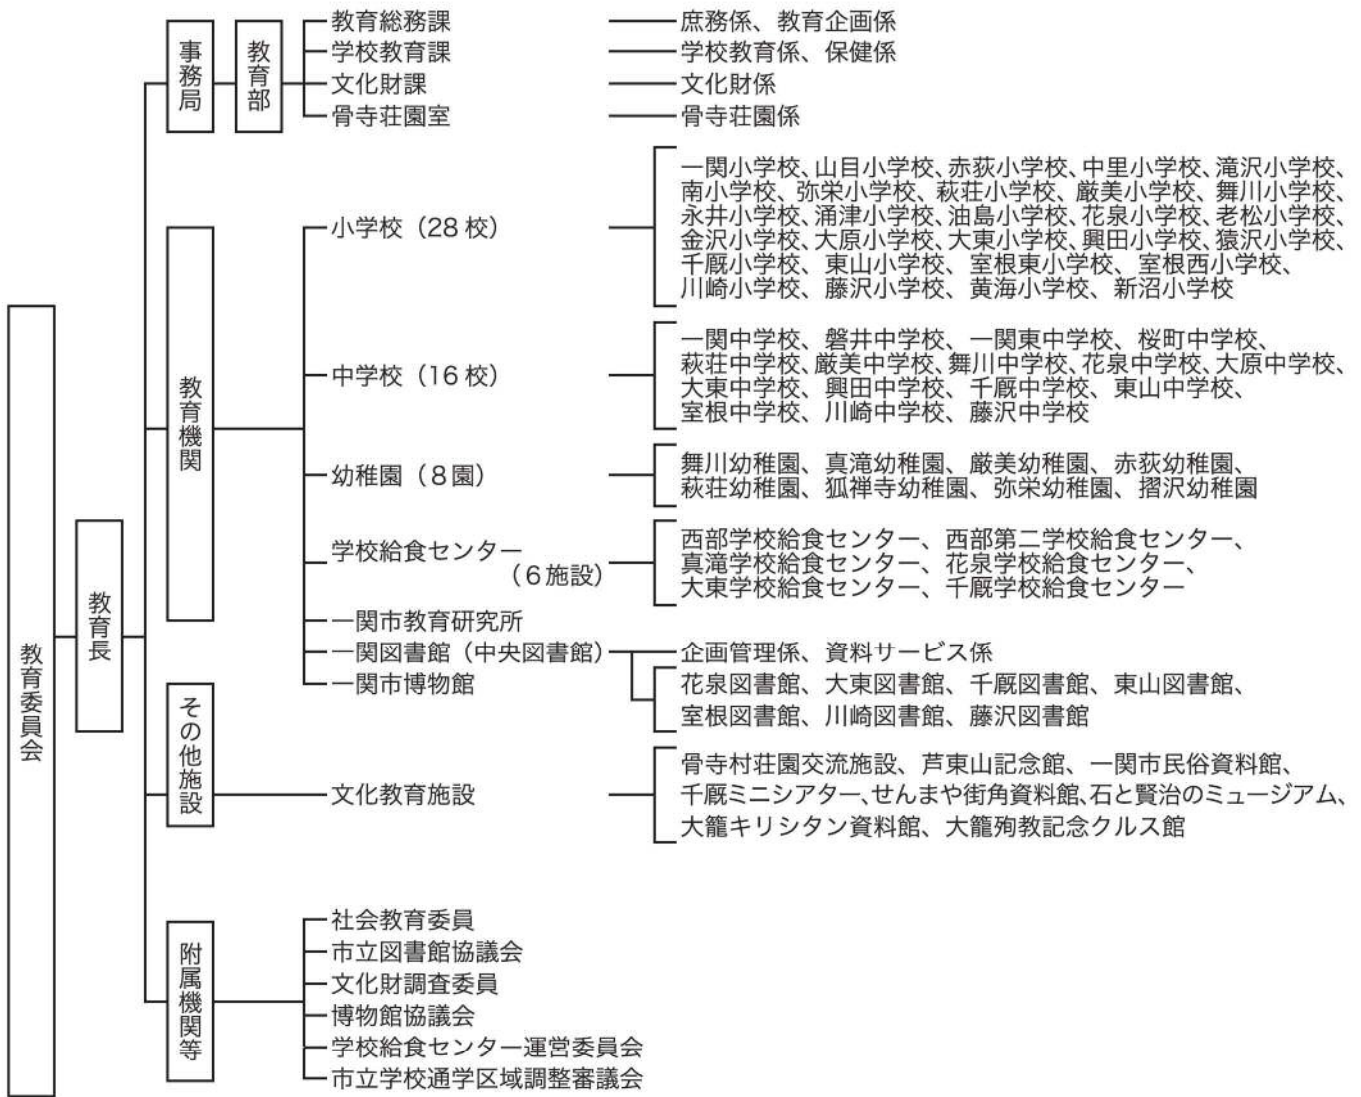 教育委員会
教育長
事務局
教育部
教育総務課 庶務係、教育企画係
学校教育課 学校教育係、保健係
文化財課 文化財係
骨寺荘園室 骨寺荘園係
教育機関
小学校（28 校）
一関小学校、山目小学校、赤荻小学校、中里小学校、滝沢小学校、
南小学校、弥栄小学校、萩荘小学校、厳美小学校、舞川小学校、
永井小学校、涌津小学校、油島小学校、花泉小学校、老松小学校、
金沢小学校、大原小学校、大東小学校、興田小学校、猿沢小学校、
千厩小学校、東山小学校、室根東小学校、室根西小学校、
川崎小学校、藤沢小学校、黄海小学校、新沼小学校
中学校（16 校）
一関中学校、磐井中学校、一関東中学校、桜町中学校、
萩荘中学校、厳美中学校、舞川中学校、花泉中学校、大原中学校、
大東中学校、興田中学校、千厩中学校、東山中学校、
室根中学校、川崎中学校、藤沢中学校
幼稚園（8 園）
舞川幼稚園、真滝幼稚園、厳美幼稚園、赤荻幼稚園、
萩荘幼稚園、狐禅寺幼稚園、弥栄幼稚園、摺沢幼稚園
学校給食センター
（6 施設）
西部学校給食センター、西部第二学校給食センター、
真滝学校給食センター、花泉学校給食センター、
大東学校給食センター、千厩学校給食センター
一関市教育研究所
一関図書館（中央図書館） 企画管理係、資料サービス係
花泉図書館、大東図書館、千厩図書館、東山図書館、
室根図書館、川崎図書館、藤沢図書館
一関市博物館
その他施設
文化教育施設
骨寺村荘園交流施設、芦東山記念館、一関市民俗資料館、
千厩ミニシアター、せんまや街角資料館、石と賢治のミュージアム、
大籠キリシタン資料館、大籠殉教記念クルス館
附属機関等
社会教育委員
市立図書館協議会
文化財調査委員
博物館協議会
学校給食センター運営委員会
市立学校通学区域調整審議会